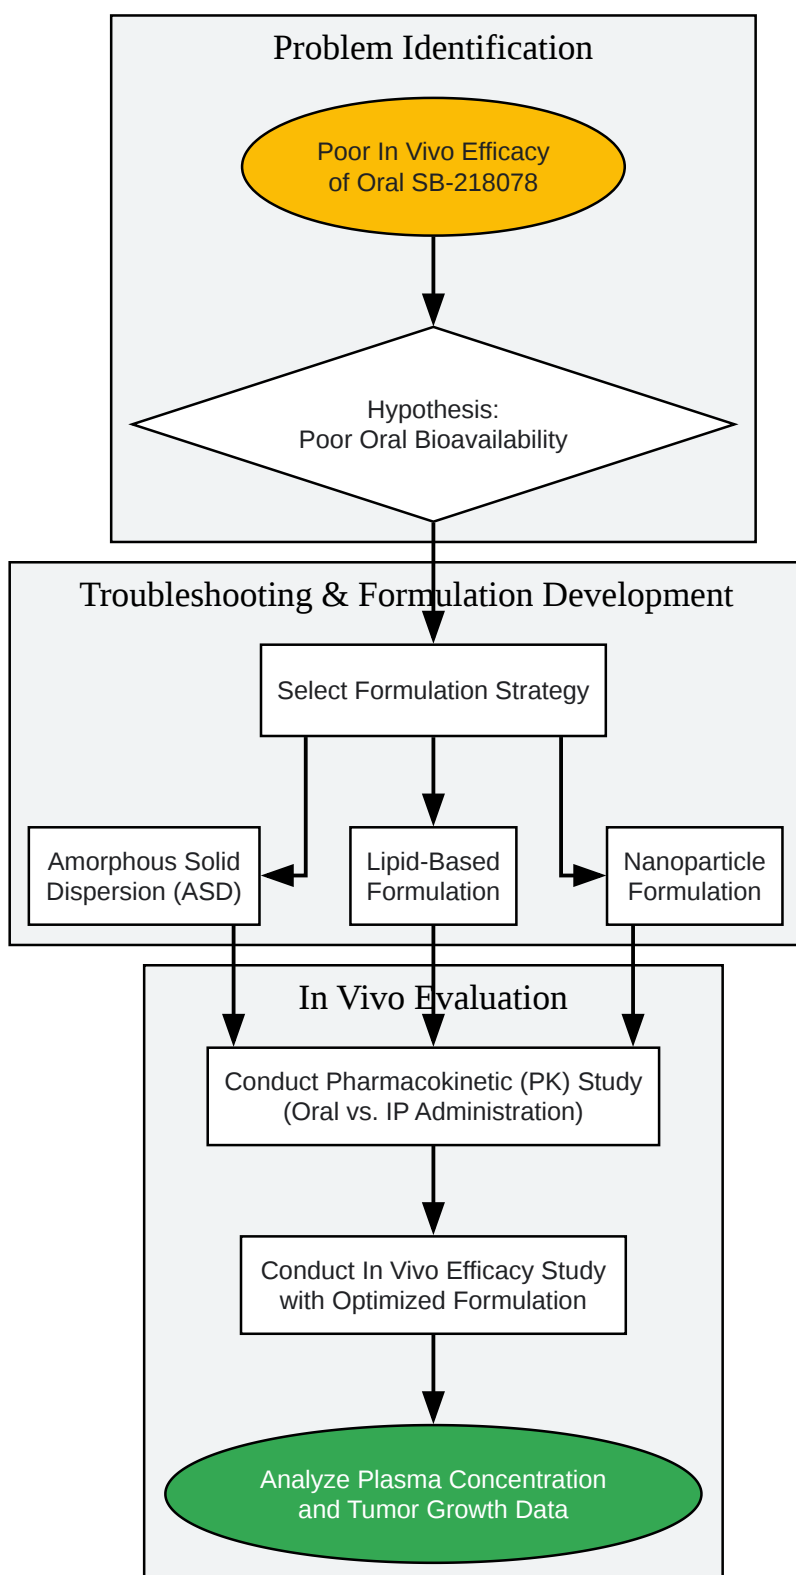 Problem Identification
Poor In Vivo Efficacy
of Oral SB-218078
Hypothesis:
Poor Oral Bioavailability
Troubleshooting & Formulation Development
Select Formulation Strategy
Amorphous Solid
Dispersion (ASD)
Lipid-Based
Formulation
Nanoparticle
Formulation
In Vivo Evaluation
Conduct Pharmacokinetic (PK) Study
(Oral vs. IP Administration)
Conduct In Vivo Efficacy Study
with Optimized Formulation
Analyze Plasma Concentration
and Tumor Growth Data